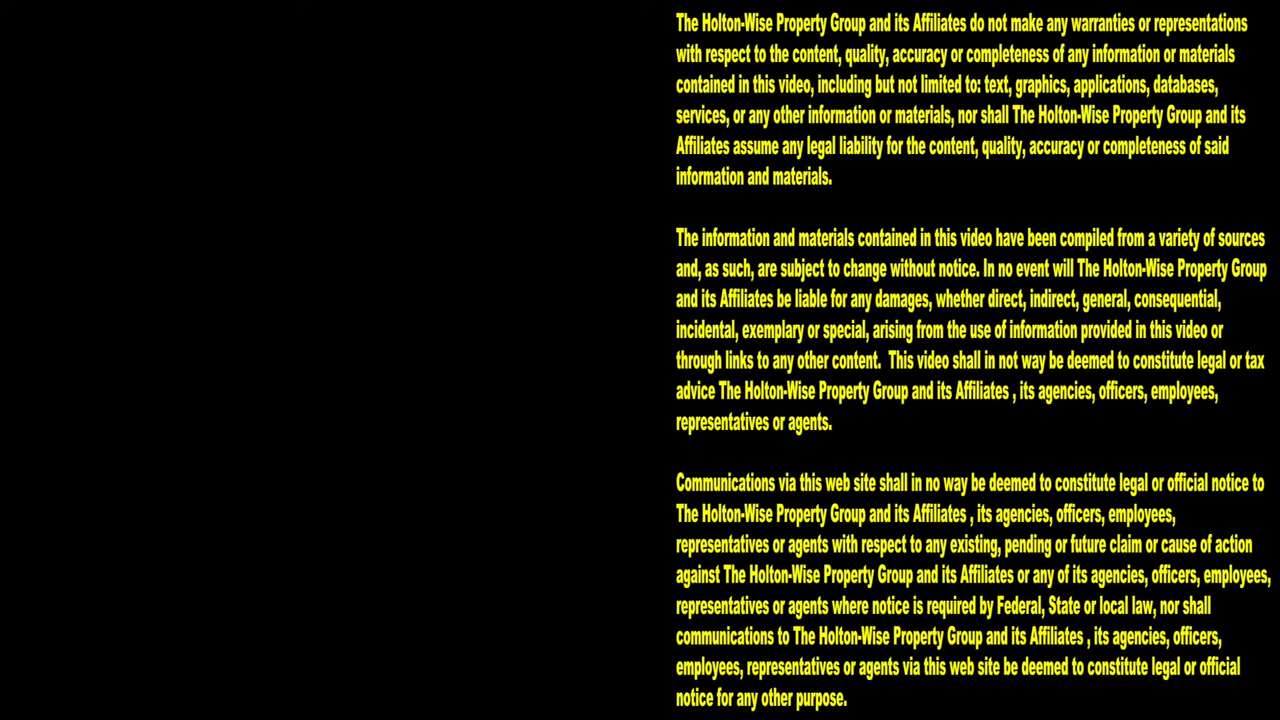 The Holton-Wise Property Group and its Affiliates do not make any warranties or representations
with respect to the content, quality, accuracy or completeness of any information or materials
contained in this video, including but not limited to: text, graphics, applications, databases,
services, or any other information or materials, nor shall The Holton-Wise Property Group and its
Affiliates assume any legal liability for the content, quality, accuracy or completeness of said
information and materials.
The information and materials contained in this video have been compiled from a variety of sources
and, as such, are subject to change without notice. In no event will The Holton-Wise Property Group
and its Affiliates be liable for any damages, whether direct, indirect, general, consequential,
incidental, exemplary or special, arising from the use of information provided in this video or
through links to any other content.  This video shall in not way be deemed to constitute legal or tax
advice The Holton-Wise Property Group and its Affiliates , its agencies, officers, employees,
representatives or agents.
Communications via this web site shall in no way be deemed to constitute legal or official notice to
The Holton-Wise Property Group and its Affiliates , its agencies, officers, employees,
representatives or agents with respect to any existing, pending or future claim or cause of action
against The Holton-Wise Property Group and its Affiliates or any of its agencies, officers, employees,
representatives or agents where notice is required by Federal, State or local law, nor shall
communications to The Holton-Wise Property Group and its Affiliates , its agencies, officers,
employees, representatives or agents via this web site be deemed to constitute legal or official
notice for any other purpose.